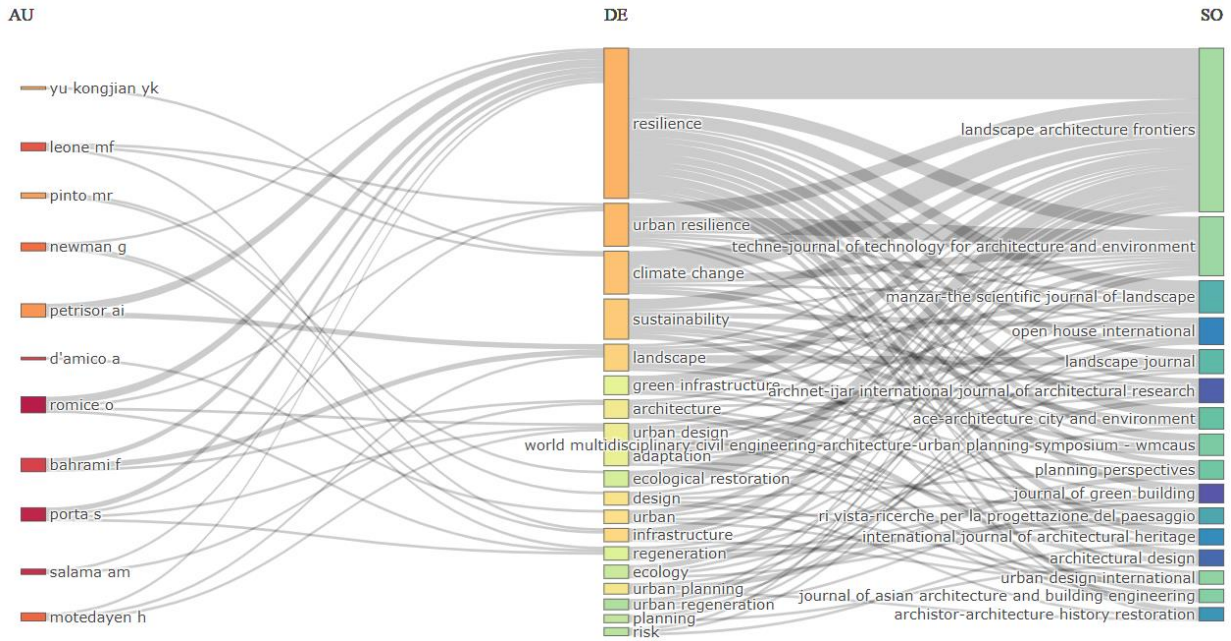 AU
DE
SO
yu kongjian yk
leone mf
pinto mr
newman g
petrisor ai
d'amico a
romice o
bahrami f
porta s
salama am
motedayen h
resilience
urban resilience
climate change
sustainability
landscape
green infrastructure
architecture
urban design
adaptation
ecological restoration
design
urban
infrastructure
regeneration
ecology
urban planning
urban regeneration
planning
risk
landscape architecture frontiers
techne-journal of technology for architecture and environment
manzar-the scientific journal of landscape
open house international
landscape journal
archnet-ijar international journal of architectural research
ace-architecture city and environment
world multidisciplinary civil engineering-architecture-urban planning symposium - wmcaus
planning perspectives
journal of green building
ri vista-ricerche per la progettazione del paesaggio
international journal of architectural heritage
architectural design
urban design international
journal of asian architecture and building engineering
archistor-architecture history restoration